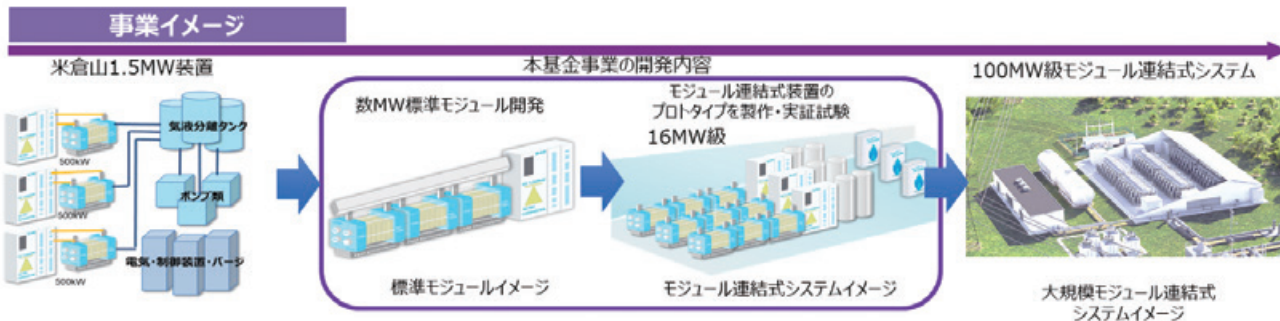 事業イメージ
米倉山1.5MW装置
気液分離タンク
500kW
ポンプ類
500kW
電気・制御装置・パージ
500kW
本基金事業の開発内容
数MW標準モジュール開発
標準モジュールイメージ
モジュール連結式装置の
プロトタイプを製作・実証試験
16MW級
モジュール連結式システムイメージ
100MW級モジュール連結式システム
大規模モジュール連結式
システムイメージ